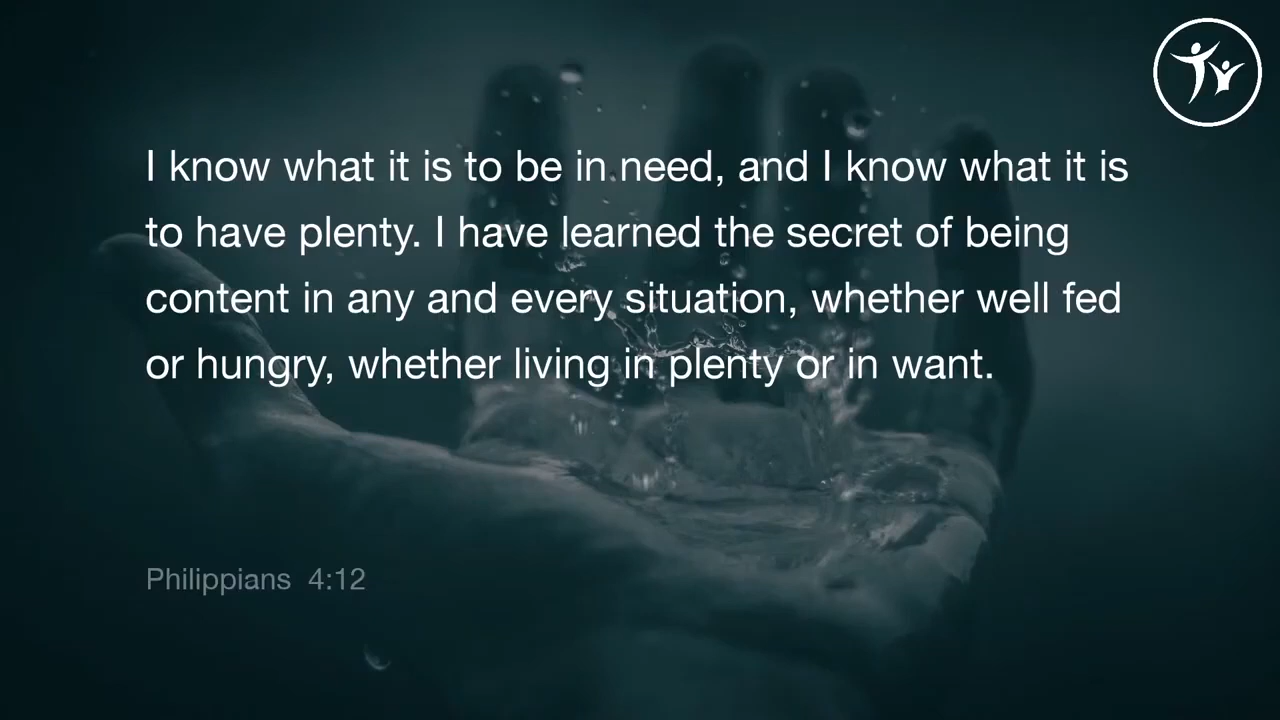 I know what it is to be in need, and I know what it is
to have plenty. I have learned the secret of being
content in any and every situation, whether well fed
or hungry, whether living in plenty or in want.
Philippians 4:12